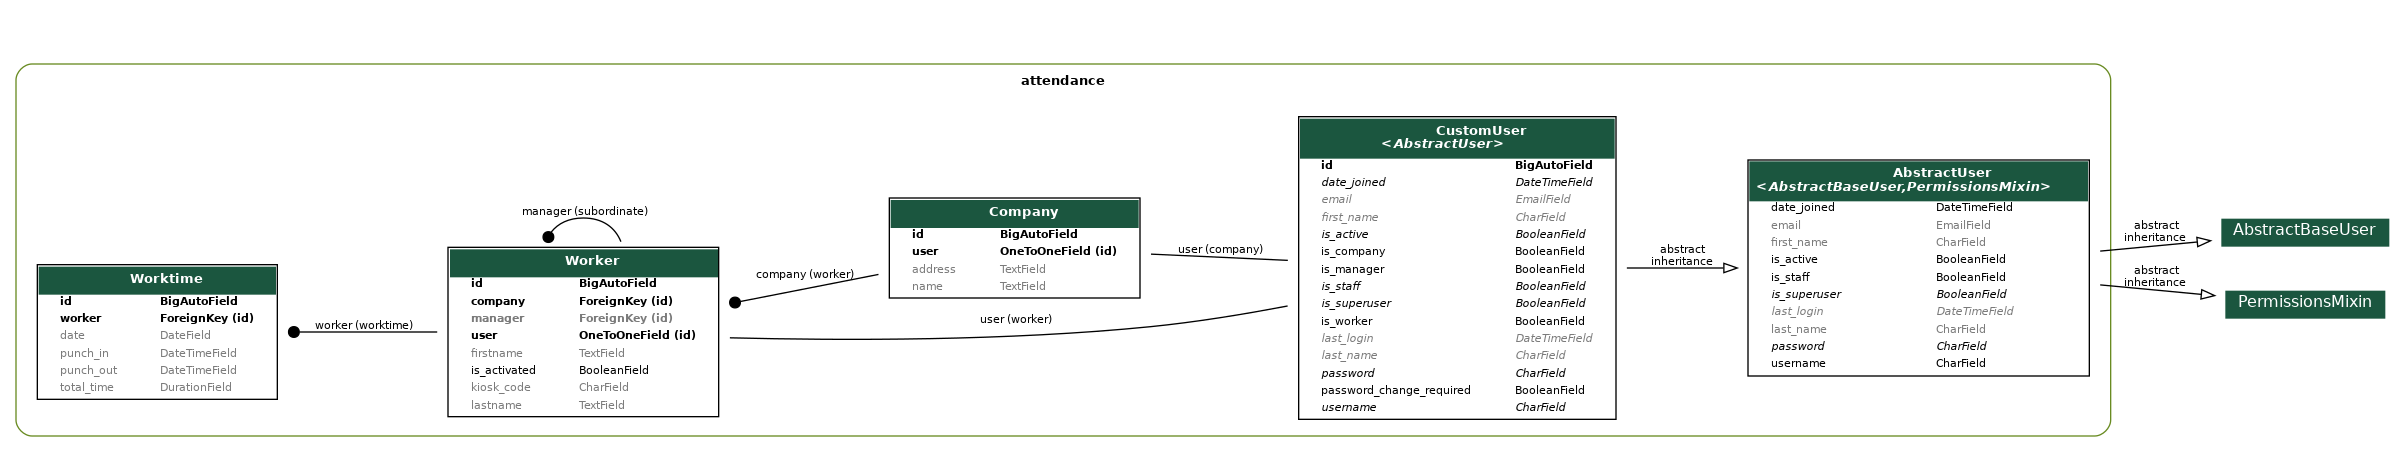 attendance
Worktime
id BigAutoField
worker ForeignKey (id)
date DateField
punch_in DateTimeField
punch_out DateTimeField
total_time DurationField
worker (worktime)
manager (subordinate)
Worker
id BigAutoField
company ForeignKey (id)
manager ForeignKey (id)
user OneToOneField (id)
firstname TextField
is_activated BooleanField
kiosk_code CharField
lastname TextField
company (worker)
user (worker)
Company
id BigAutoField
user OneToOneField (id)
address TextField
name TextField
user (company)
CustomUser
<AbstractUser>
id BigAutoField
date_joined DateTimeField
email EmailField
first_name CharField
is_active BooleanField
is_company BooleanField
is_manager BooleanField
is_staff BooleanField
is_superuser BooleanField
is_worker BooleanField
last_login DateTimeField
last_name CharField
password CharField
password_change_required BooleanField
username CharField
abstract
inheritance
AbstractUser
<AbstractBaseUser,PermissionsMixin>
date_joined DateTimeField
email EmailField
first_name CharField
is_active BooleanField
is_staff BooleanField
is_superuser BooleanField
last_login DateTimeField
last_name CharField
password CharField
username CharField
abstract
inheritance
AbstractBaseUser
abstract
inheritance
PermissionsMixin